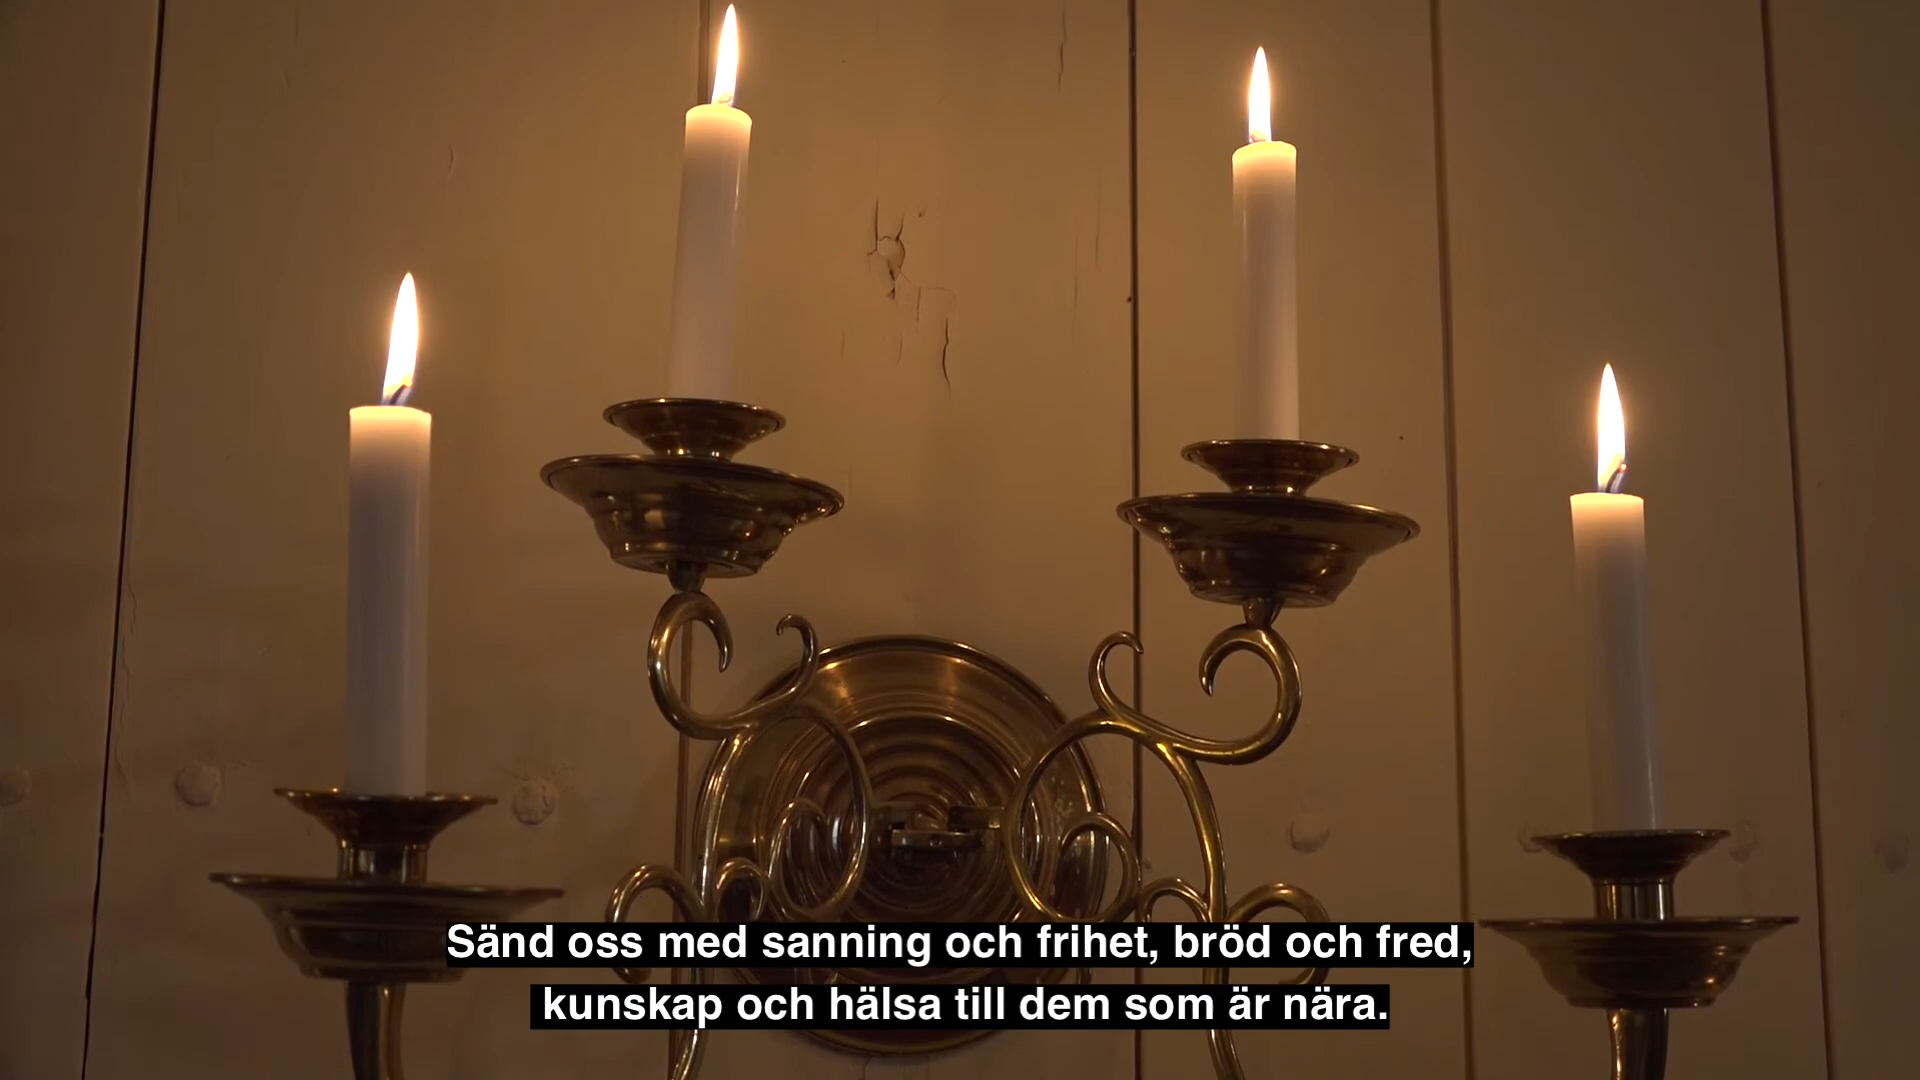 Sänd oss med sanning och frihet, bröd och fred,
kunskap och hälsa till dem som är nära.